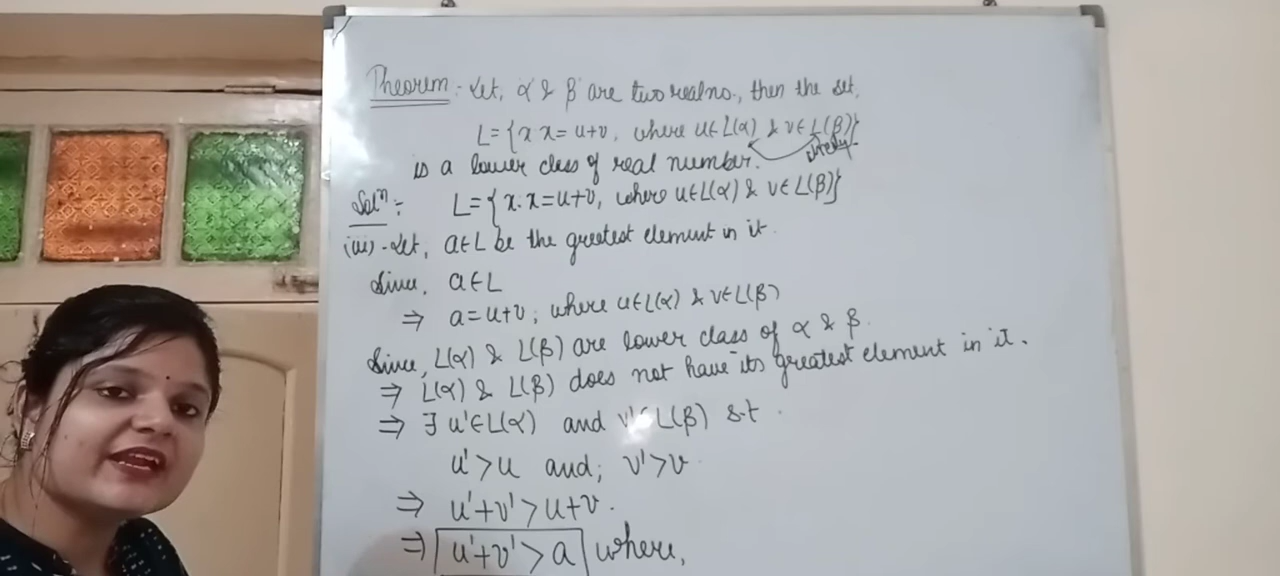 Theorem - Let, α & β are two real no., then the set,
L = {x x = u+v, where u∈L(α) & v∈L(β)}
is a lower class of real number.
Solⁿ: L = {x: x=u+v, where u∈L(α) & v∈L(β)}
(iii) - Let, a∈L be the greatest element in it.
Since, a∈L
⇒ a = u+v, where u∈L(α) & v∈L(β)
Since, L(α) & L(β) are lower class of α & β.
⇒ L(α) & L(β) does not have its greatest element in it.
⇒ ∃ u'∈L(α) and v'∈L(β) s.t
u' > u and, v' > v
⇒ u'+v' > u+v.
⇒ u'+v' > a where,